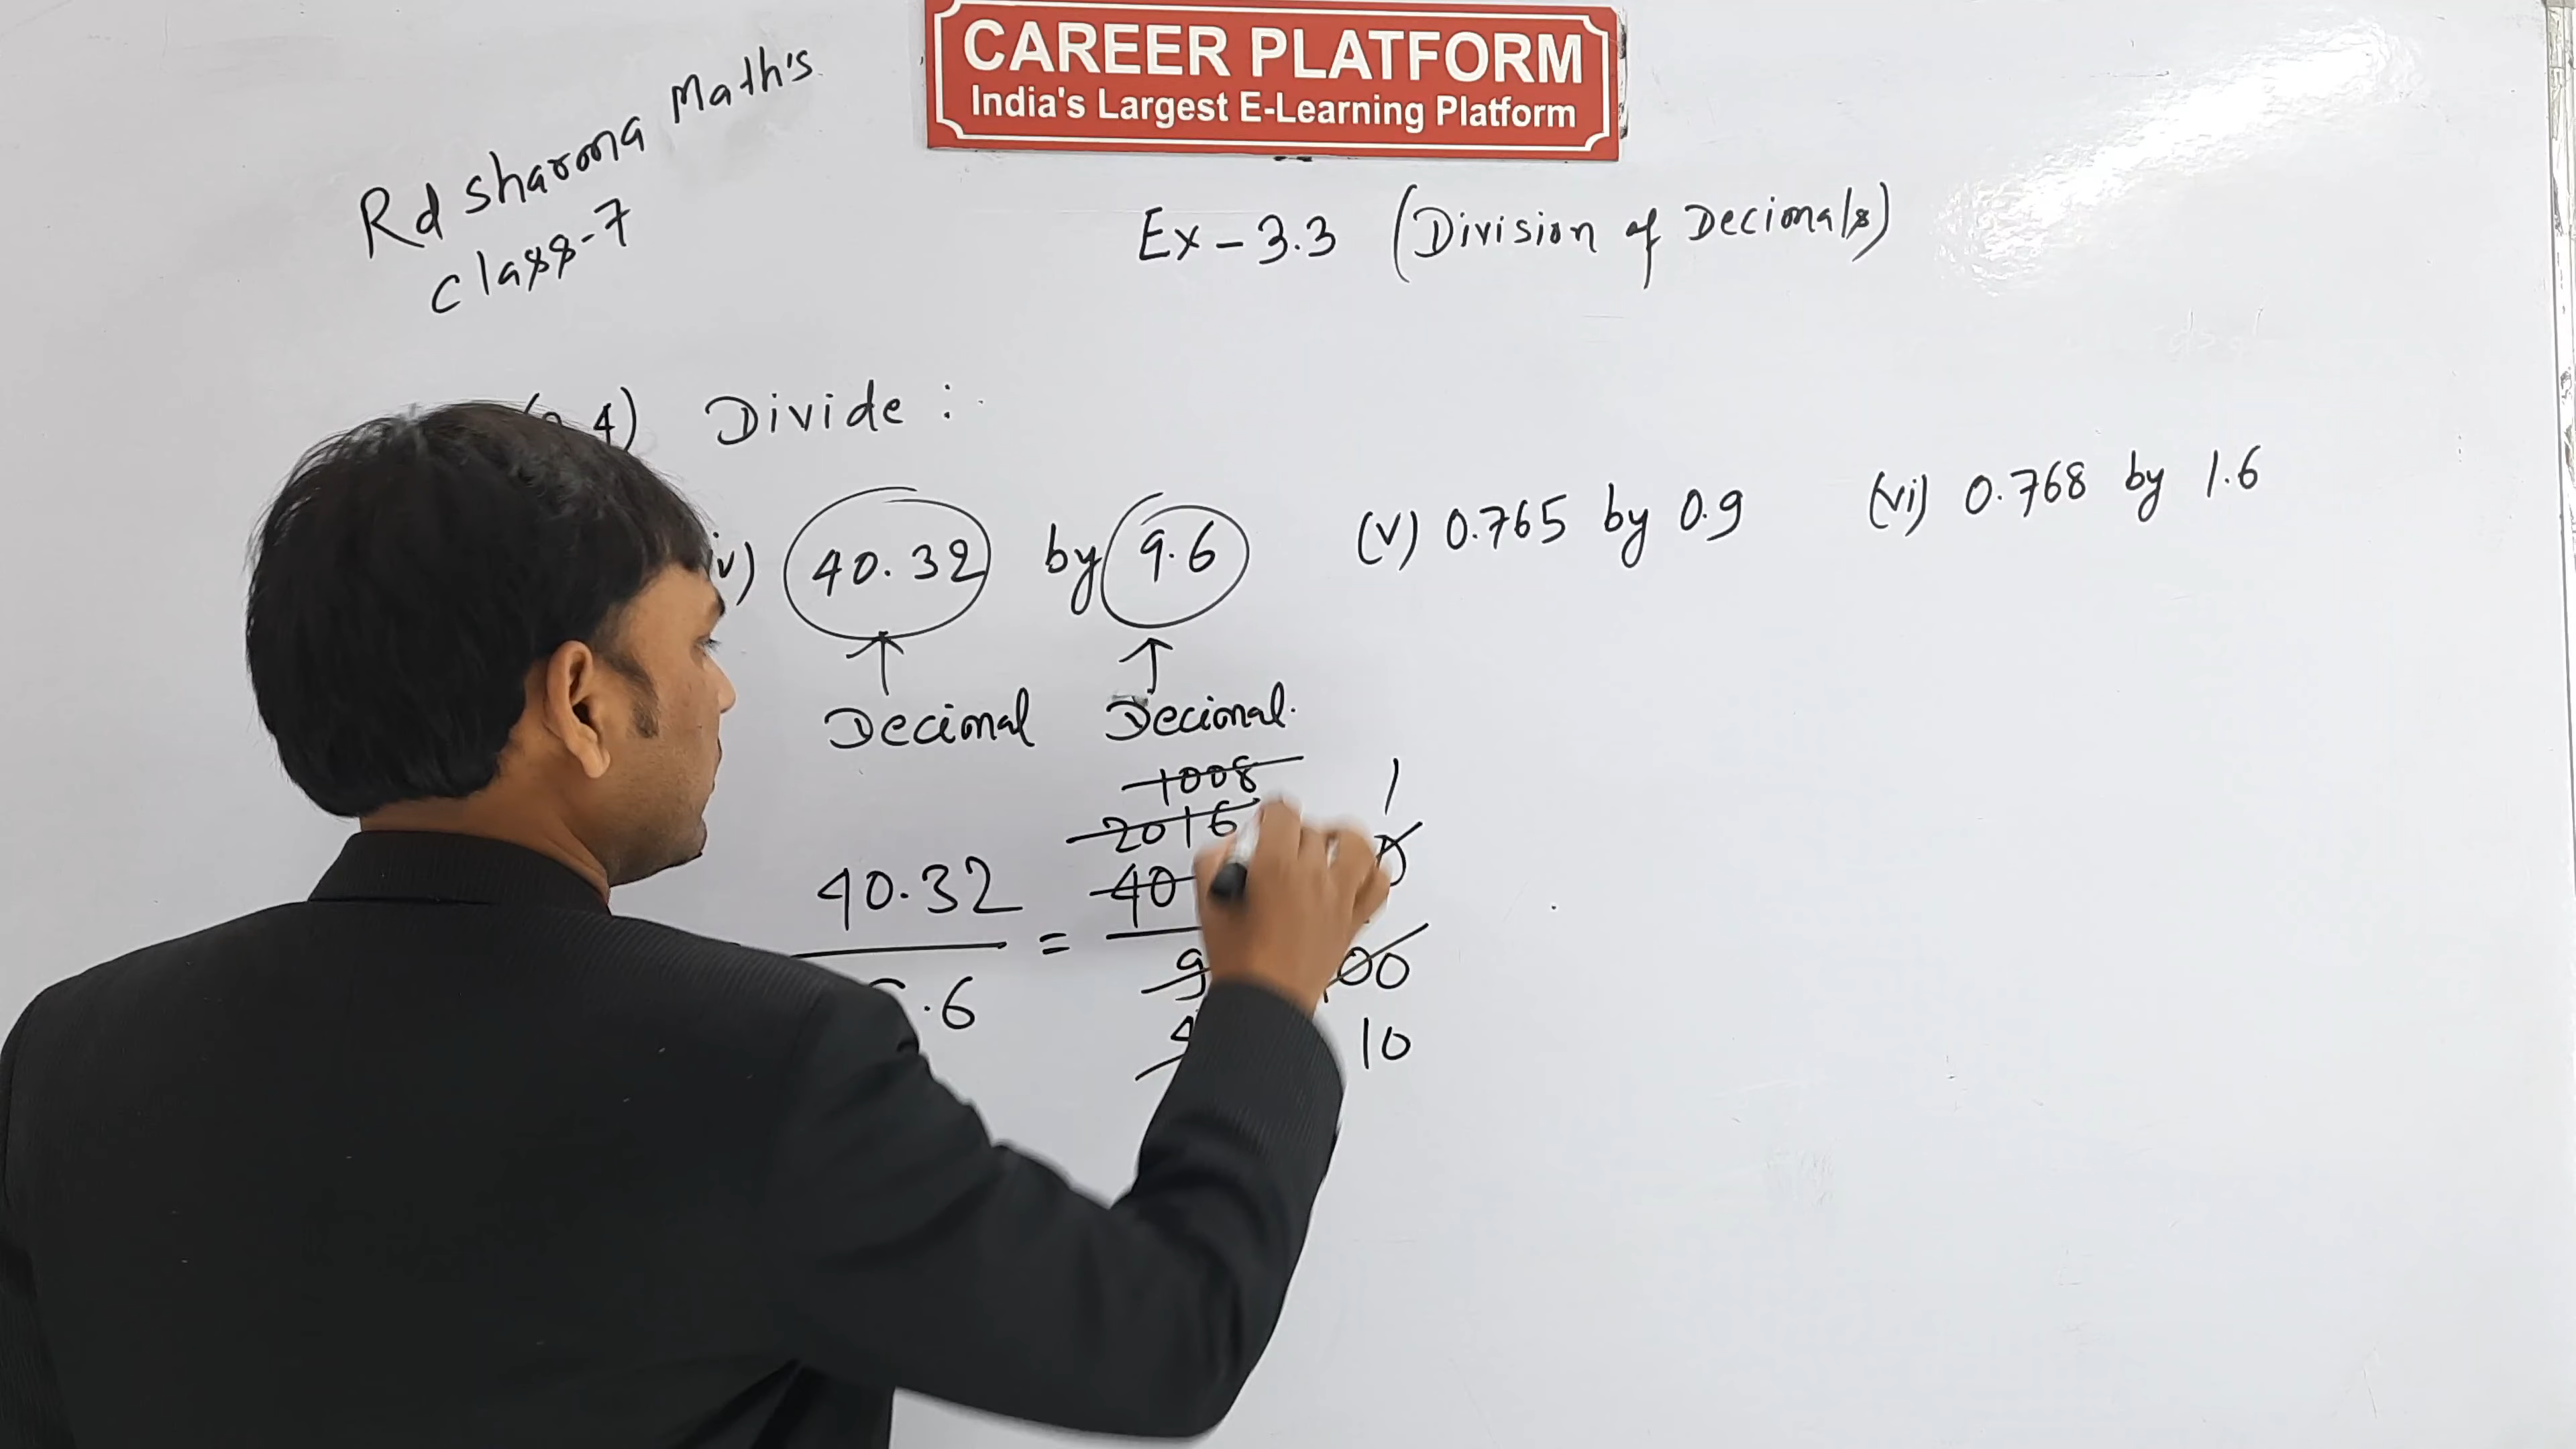 CAREER PLATFORM
India's Largest E-Learning Platform
Rd Sharma Math's
Class-7
Ex-3.3 (Division of Decimals)
4) Divide :
v) 40.32 by 9.6 (v) 0.765 by 0.9 (vi) 0.768 by 1.6
Decimal Decimal.
1008 1
2016
40.32 = 40
.6 9 00
4 10